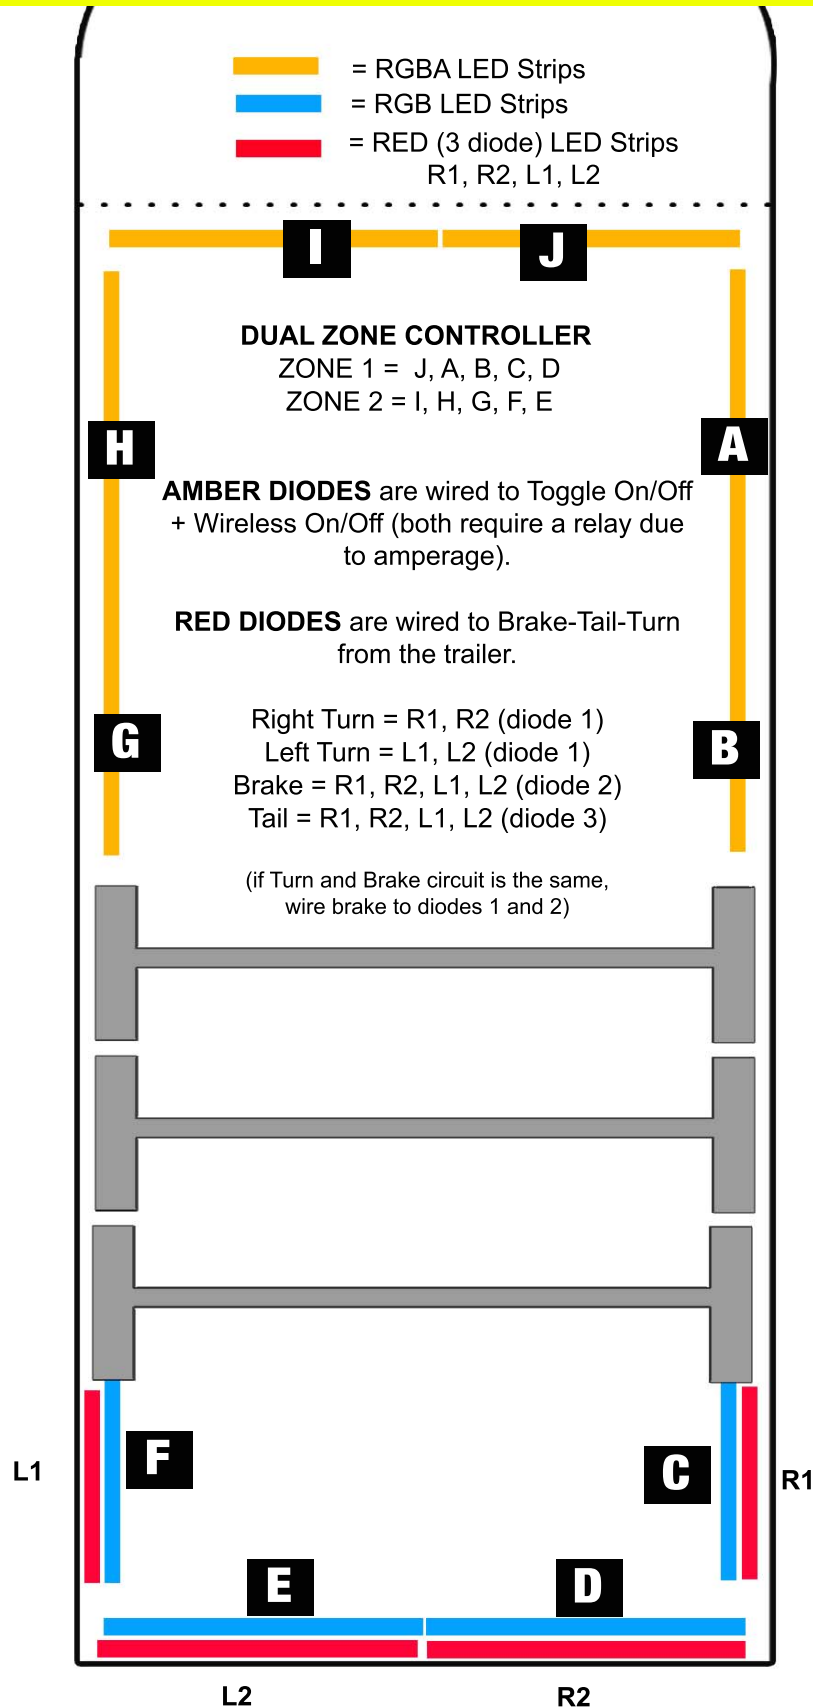 = RGBA LED Strips
= RGB LED Strips
= RED (3 diode) LED Strips
R1, R2, L1, L2
I
J
DUAL ZONE CONTROLLER
ZONE 1 = J, A, B, C, D
ZONE 2 = I, H, G, F, E
H
A
AMBER DIODES are wired to Toggle On/Off
+ Wireless On/Off (both require a relay due
to amperage).
RED DIODES are wired to Brake-Tail-Turn
from the trailer.
G
B
Right Turn = R1, R2 (diode 1)
Left Turn = L1, L2 (diode 1)
Brake = R1, R2, L1, L2 (diode 2)
Tail = R1, R2, L1, L2 (diode 3)
(if Turn and Brake circuit is the same,
wire brake to diodes 1 and 2)
L1
F
C
R1
E
D
L2
R2